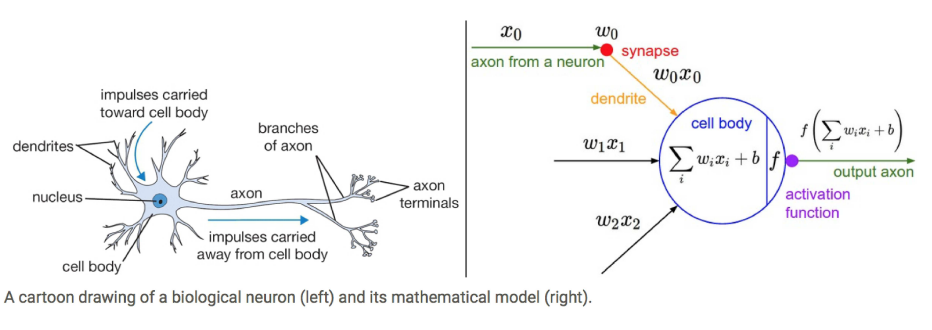 impulses carried
toward cell body
dendrites
nucleus
cell body
axon
impulses carried
away from cell body
branches
of axon
axon
terminals
x₀
w₀
synapse
axon from a neuron
w₀x₀
dendrite
w₁x₁
w₂x₂
cell body
∑ᵢ wᵢxᵢ + b
f
f(∑ᵢ wᵢxᵢ + b)
output axon
activation
function
A cartoon drawing of a biological neuron (left) and its mathematical model (right).